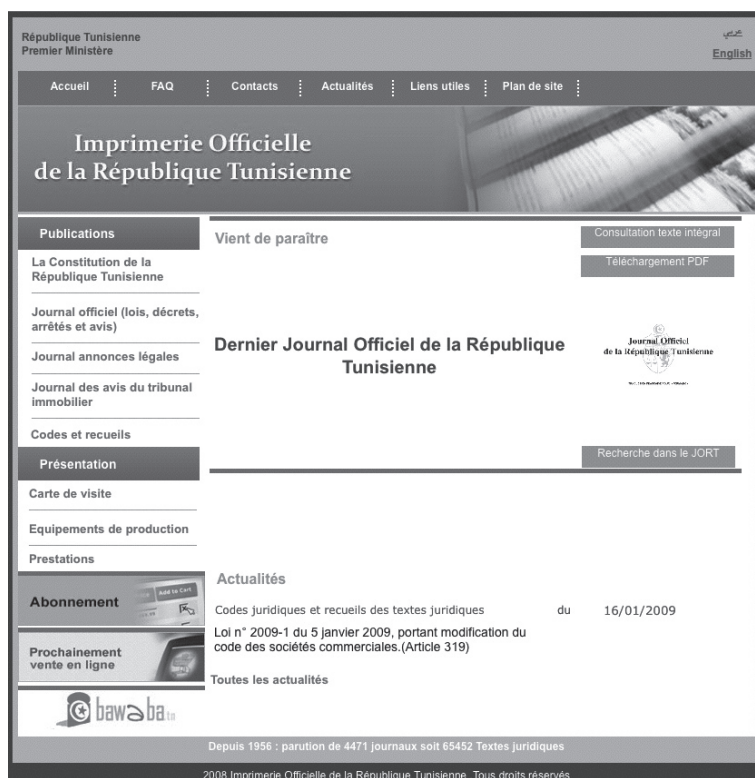 République Tunisienne
Premier Ministère
عربي
English
Accueil
FAQ
Contacts
Actualités
Liens utiles
Plan de site
Imprimerie Officielle
de la République Tunisienne
Publications
La Constitution de la
République Tunisienne
Journal officiel (lois, décrets,
arrêtés et avis)
Journal annonces légales
Journal des avis du tribunal
immobilier
Codes et recueils
Présentation
Carte de visite
Equipements de production
Prestations
Abonnement
Add to Cart
Prochainement
vente en ligne
bawaba.tn
Vient de paraître
Consultation texte intégral
Téléchargement PDF
Dernier Journal Officiel de la République
Tunisienne
Journal Officiel
de la République Tunisienne
Recherche dans le JORT
Actualités
Codes juridiques et recueils des textes juridiques du 16/01/2009
Loi n° 2009-1 du 5 janvier 2009, portant modification du
code des sociétés commerciales.(Article 319)
Toutes les actualités
Depuis 1956 : parution de 4471 journaux soit 65452 Textes juridiques
2008 Imprimerie Officielle de la République Tunisienne. Tous droits réservés